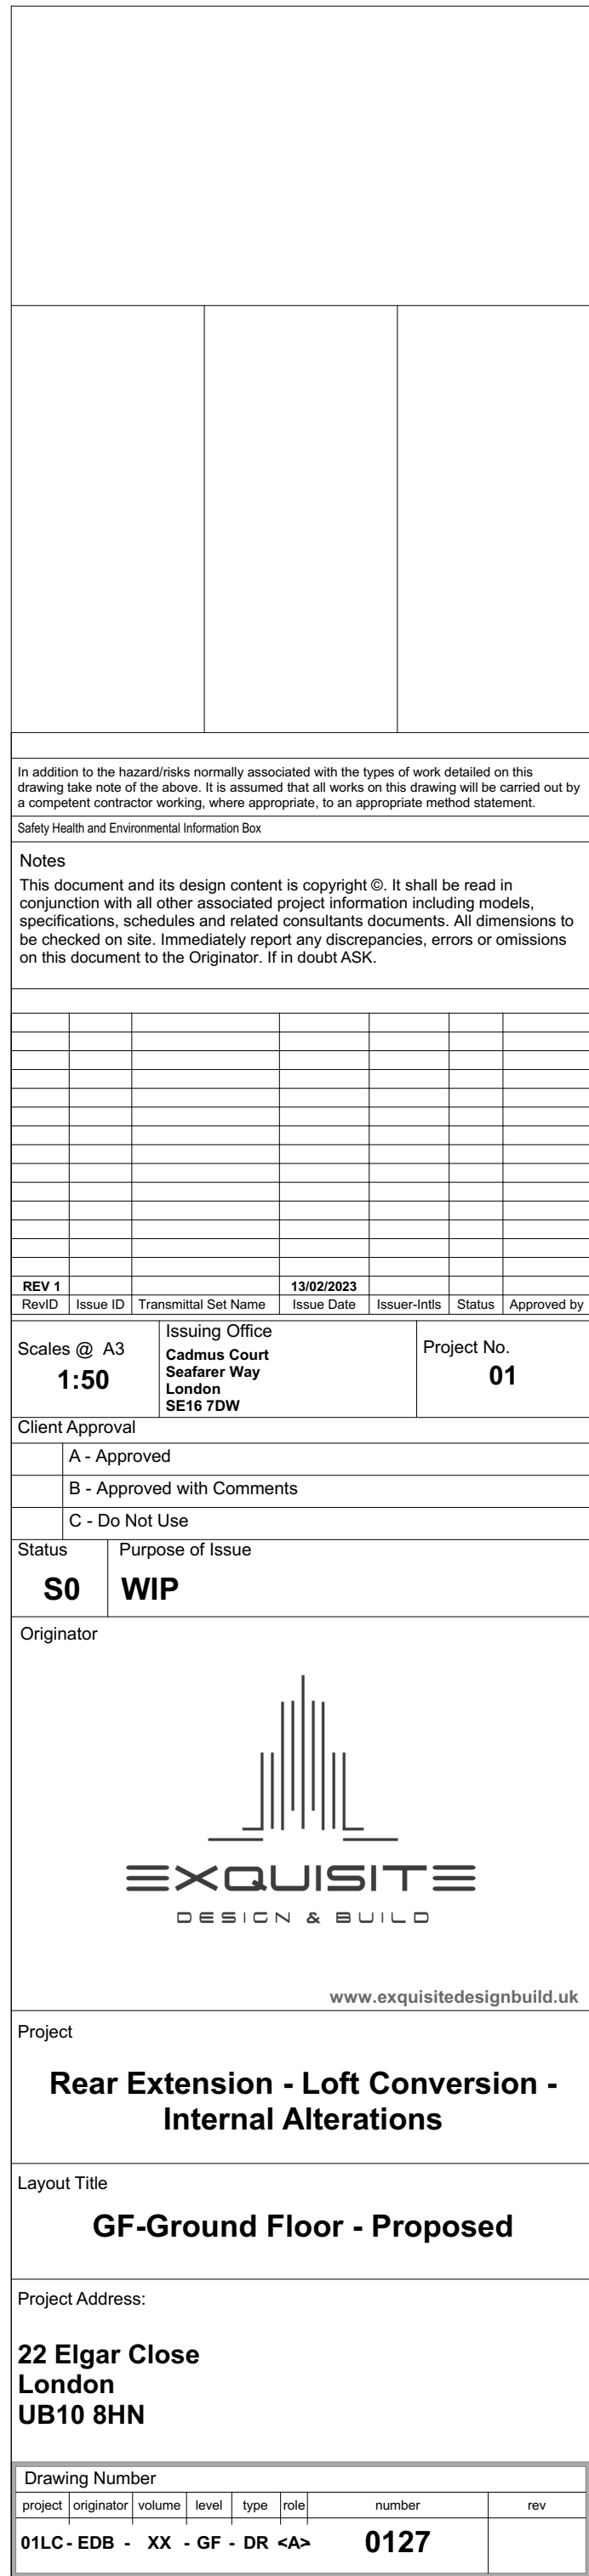 In addition to the hazard/risks normally associated with the types of work detailed on this
drawing take note of the above. It is assumed that all works on this drawing will be carried out by
a competent contractor working, where appropriate, to an appropriate method statement.
Safety Health and Environmental Information Box
Notes
This document and its design content is copyright ©. It shall be read in
conjunction with all other associated project information including models,
specifications, schedules and related consultants documents. All dimensions to
be checked on site. Immediately report any discrepancies, errors or omissions
on this document to the Originator. If in doubt ASK.
REV 1 13/02/2023
RevID Issue ID Transmittal Set Name Issue Date Issuer-Intls Status Approved by
Scales @ A3
1:50
Issuing Office
Cadmus Court
Seafarer Way
London
SE16 7DW
Project No.
01
Client Approval
A - Approved
B - Approved with Comments
C - Do Not Use
Status
S0
Purpose of Issue
WIP
Originator
EXQUISITE
DESIGN & BUILD
www.exquisitedesignbuild.uk
Project
Rear Extension - Loft Conversion -
Internal Alterations
Layout Title
GF-Ground Floor - Proposed
Project Address:
22 Elgar Close
London
UB10 8HN
Drawing Number
project originator volume level type role number rev
01LC - EDB - XX - GF - DR <A>- 0127